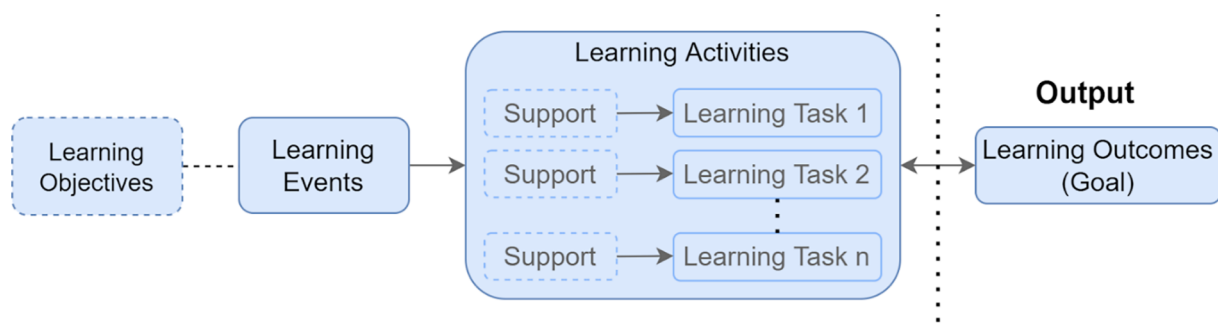 Learning
Objectives
Learning
Events
Learning Activities
Support
Learning Task 1
Support
Learning Task 2
Support
Learning Task n
Output
Learning Outcomes
(Goal)